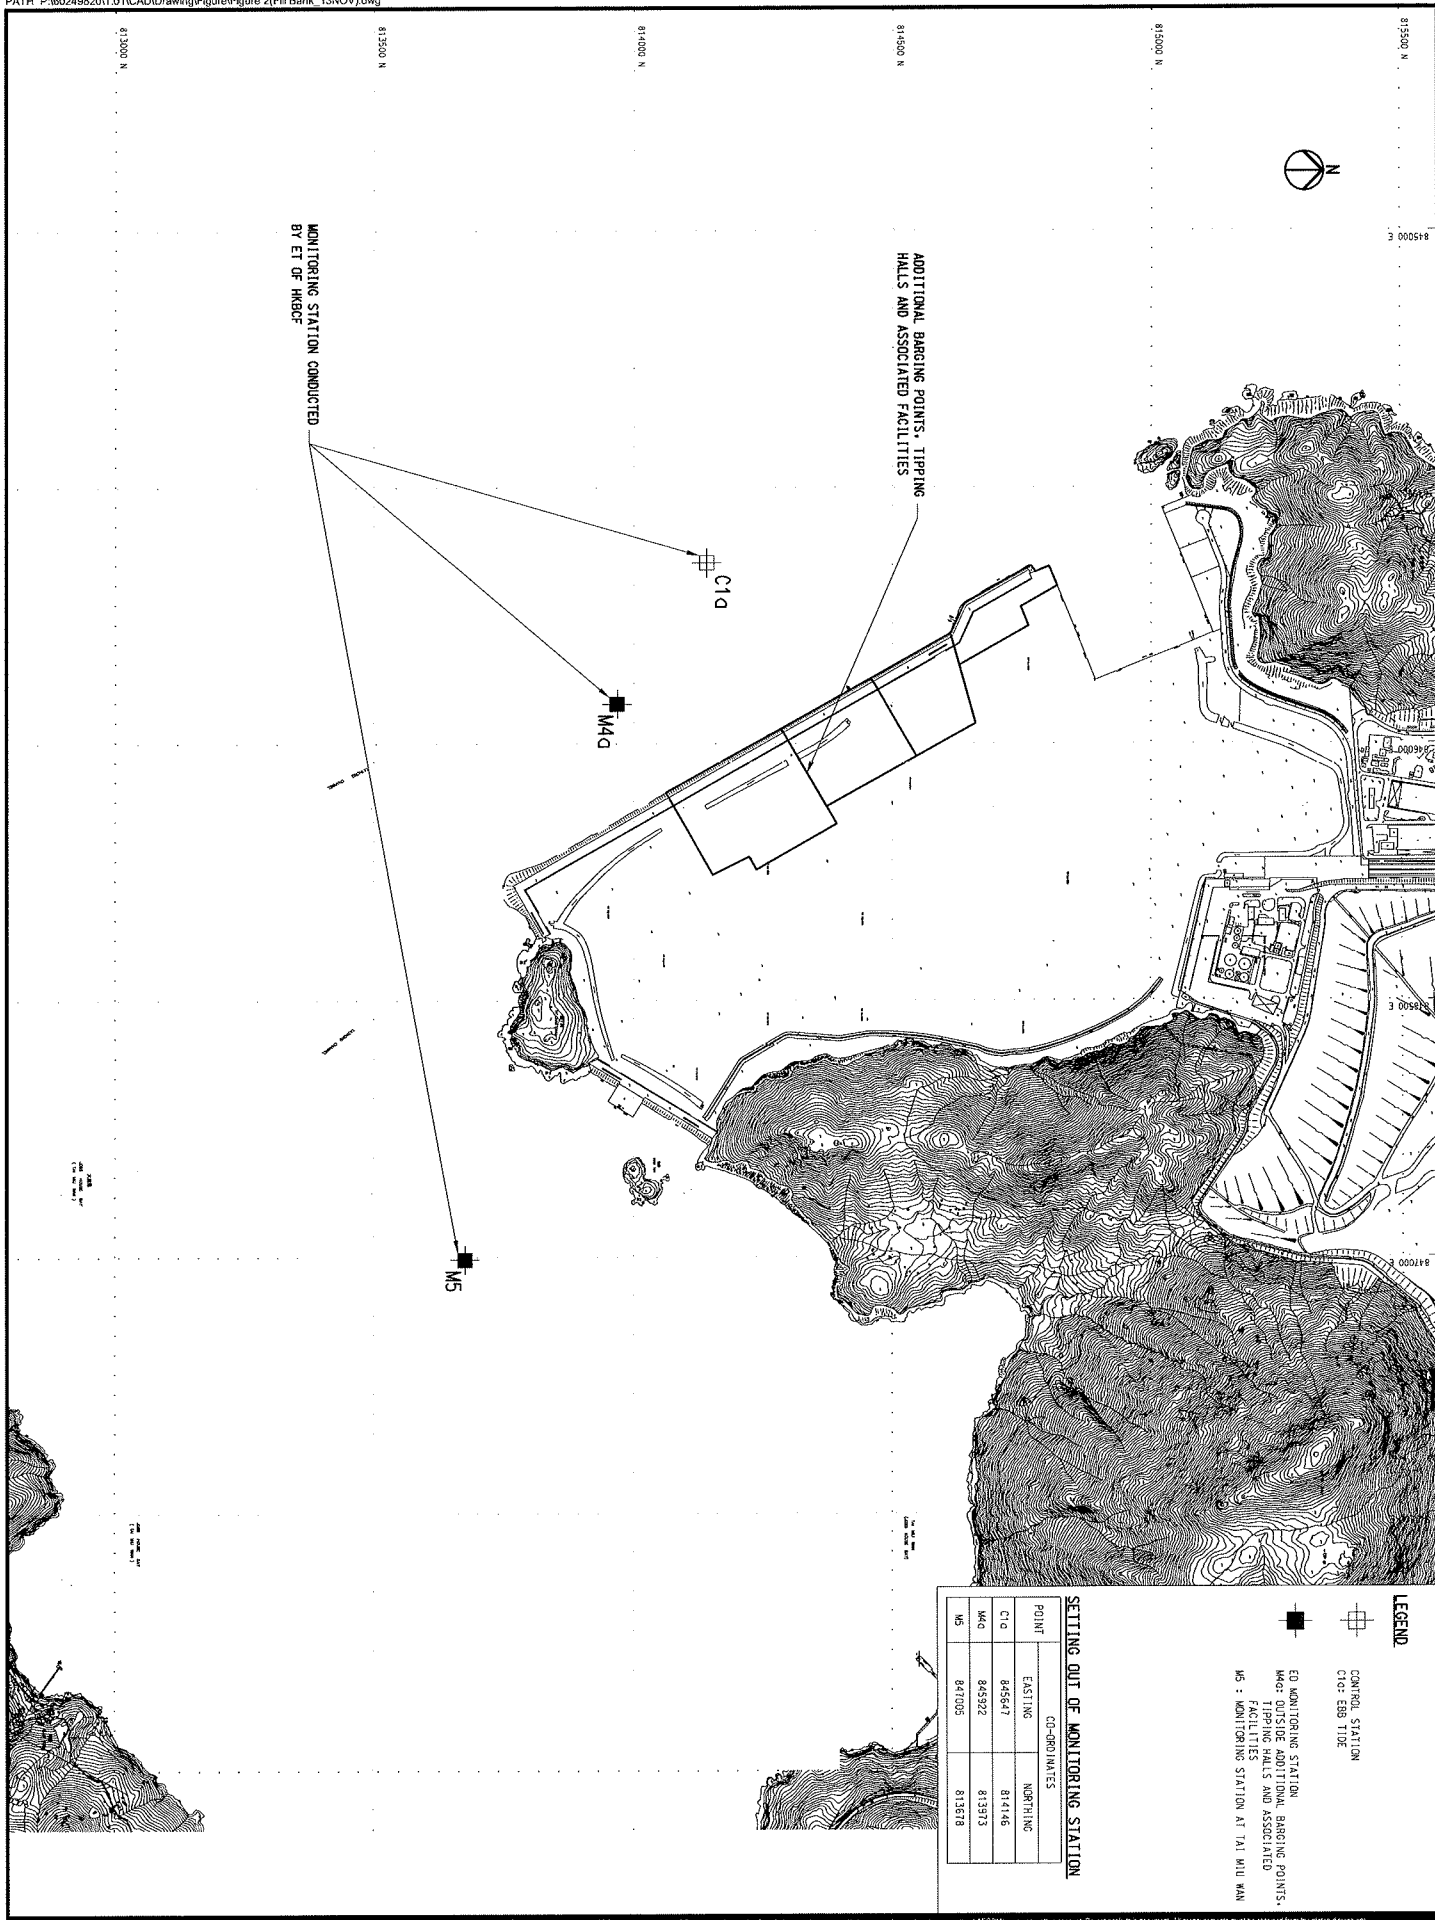 815500 N
815000 N
814500 N
814000 N
813500 N
813000 N
N
845000 E
846000 E
847000 E
ADDITIONAL BARGING POINTS, TIPPING
HALLS AND ASSOCIATED FACILITIES
MONITORING STATION CONDUCTED
BY ET OF HKBCF
C1a
M4a
M5
LEGEND
CONTROL STATION
C1a: EBB TIDE
ED MONITORING STATION
M4a: OUTSIDE ADDITIONAL BARGING POINTS,
TIPPING HALLS AND ASSOCIATED
FACILITIES
M5 : MONITORING STATION AT TAI MIU WAN
SETTING OUT OF MONITORING STATION
POINT CO-ORDINATES
EASTING NORTHING
C1a 845647 814146
M4a 845922 813973
M5 847005 813678